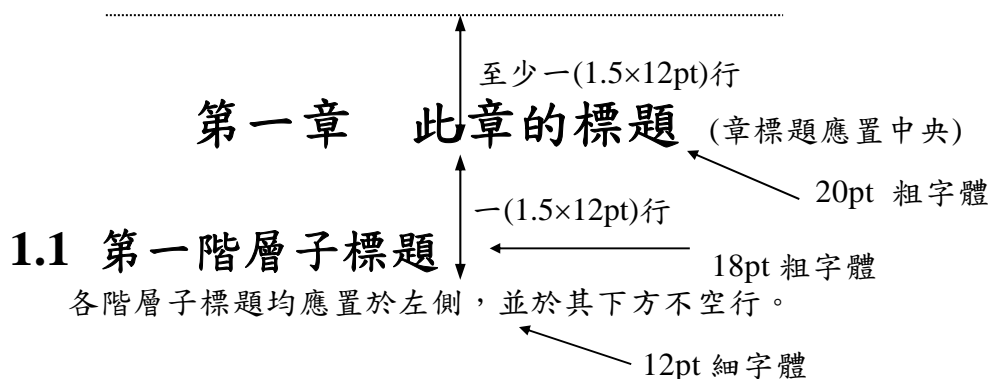 至少一(1.5×12pt)行
第一章 此章的標題 (章標題應置中央)
20pt 粗字體
一(1.5×12pt)行
1.1 第一階層子標題
18pt 粗字體
各階層子標題均應置於左側，並於其下方不空行。
12pt 細字體